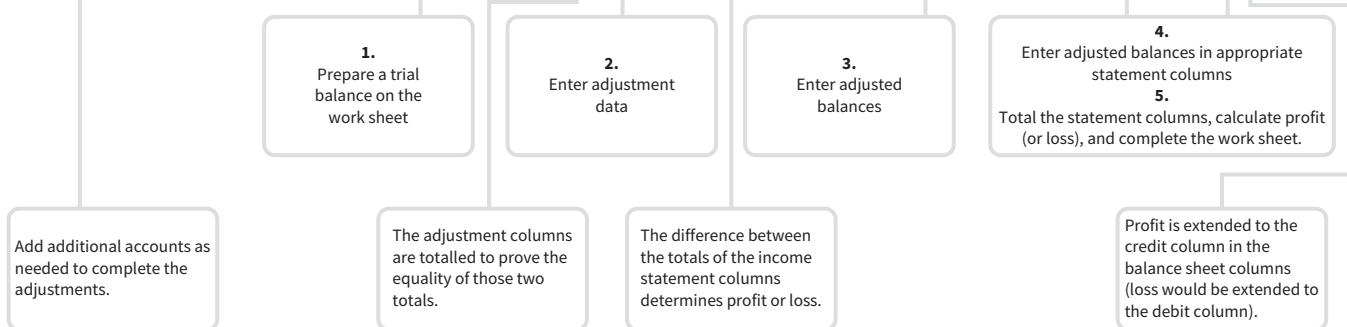 1.
Prepare a trial
balance on the
work sheet
2.
Enter adjustment
data
3.
Enter adjusted
balances
4.
Enter adjusted balances in appropriate
statement columns
5.
Total the statement columns, calculate profit
(or loss), and complete the work sheet.
Add additional accounts as
needed to complete the
adjustments.
The adjustment columns
are totalled to prove the
equality of those two
totals.
The difference between
the totals of the income
statement columns
determines profit or loss.
Profit is extended to the
credit column in the
balance sheet columns
(loss would be extended to
the debit column).